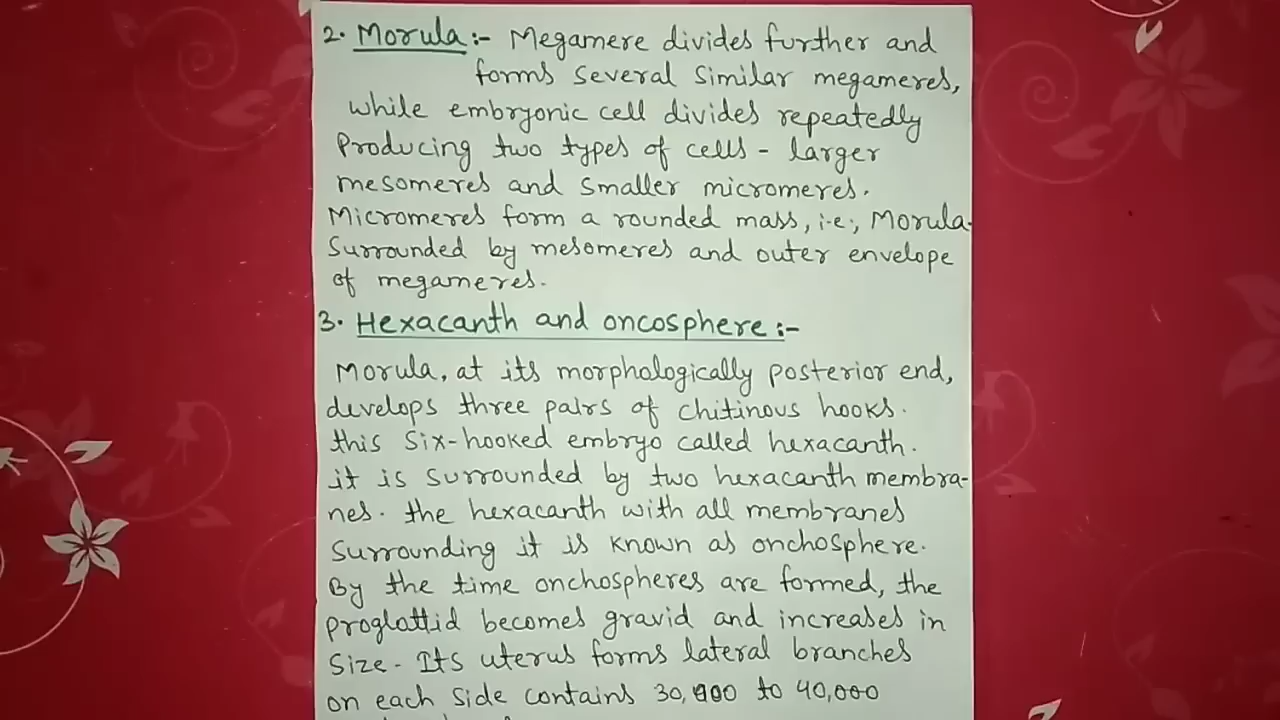 2. Morula:- Megamere divides further and
forms several similar megameres,
while embryonic cell divides repeatedly
Producing two types of cells - larger
mesomeres and smaller micromeres.
Micromeres form a rounded mass, i.e; Morula.
Surrounded by mesomeres and outer envelope
of megameres.
3. Hexacanth and oncosphere:-
Morula, at its morphologically posterior end,
develops three pairs of chitinous hooks.
this six-hooked embryo called hexacanth.
it is surrounded by two hexacanth membra-
nes. the hexacanth with all membranes
surrounding it is known as onchosphere.
By the time onchospheres are formed, the
proglottid becomes gravid and increases in
size. Its uterus forms lateral branches
on each side contains 30,000 to 40,000